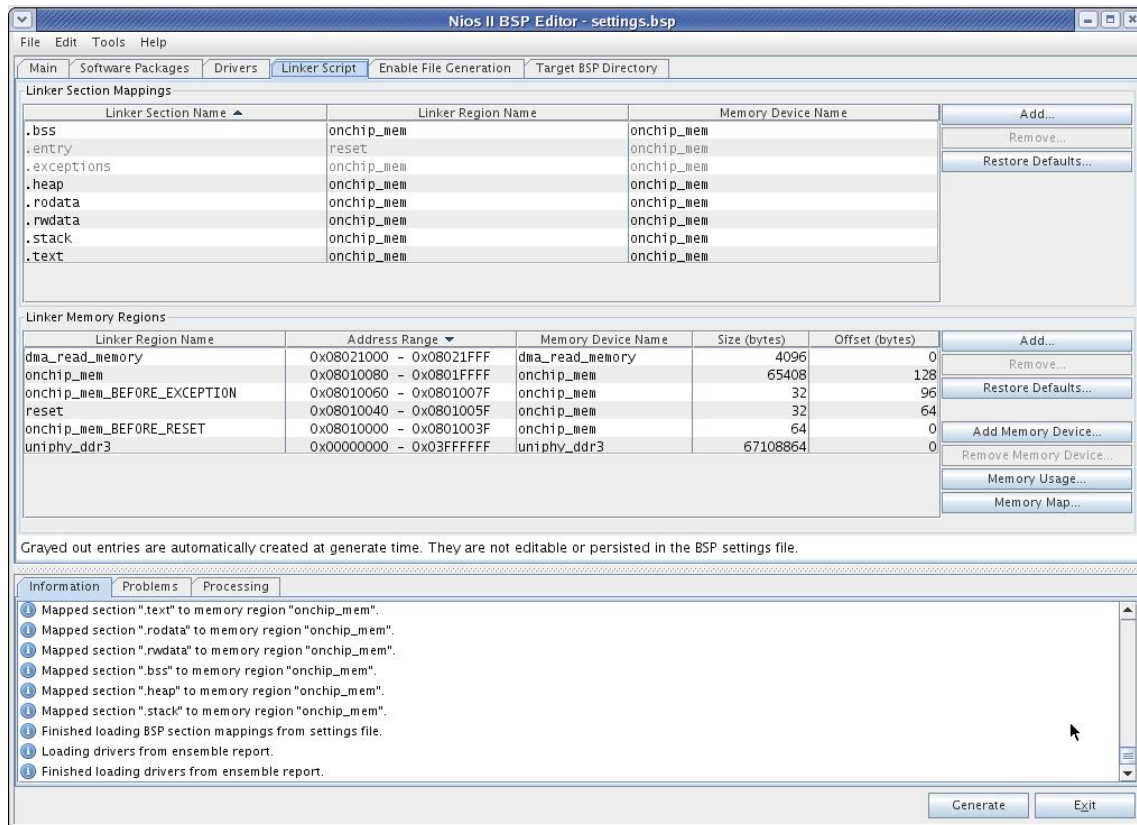 Nios II BSP Editor - settings.bsp
File Edit Tools Help
Main Software Packages Drivers Linker Script Enable File Generation Target BSP Directory
Linker Section Mappings
Linker Section Name Linker Region Name Memory Device Name
.bss onchip_mem onchip_mem
.entry reset onchip_mem
.exceptions onchip_mem onchip_mem
.heap onchip_mem onchip_mem
.rodata onchip_mem onchip_mem
.rwdata onchip_mem onchip_mem
.stack onchip_mem onchip_mem
.text onchip_mem onchip_mem
Add...
Remove...
Restore Defaults...
Linker Memory Regions
Linker Region Name Address Range Memory Device Name Size (bytes) Offset (bytes)
dma_read_memory 0x08021000 - 0x08021FFF dma_read_memory 4096 0
onchip_mem 0x08010080 - 0x0801FFFF onchip_mem 65408 128
onchip_mem_BEFORE_EXCEPTION 0x08010060 - 0x0801007F onchip_mem 32 96
reset 0x08010040 - 0x0801005F onchip_mem 32 64
onchip_mem_BEFORE_RESET 0x08010000 - 0x0801003F onchip_mem 64 0
uniphy_ddr3 0x00000000 - 0x03FFFFFF uniphy_ddr3 67108864 0
Add...
Remove...
Restore Defaults...
Add Memory Device...
Remove Memory Device...
Memory Usage...
Memory Map...
Grayed out entries are automatically created at generate time. They are not editable or persisted in the BSP settings file.
Information Problems Processing
Mapped section ".text" to memory region "onchip_mem".
Mapped section ".rodata" to memory region "onchip_mem".
Mapped section ".rwdata" to memory region "onchip_mem".
Mapped section ".bss" to memory region "onchip_mem".
Mapped section ".heap" to memory region "onchip_mem".
Mapped section ".stack" to memory region "onchip_mem".
Finished loading BSP section mappings from settings file.
Loading drivers from ensemble report.
Finished loading drivers from ensemble report.
Generate Exit